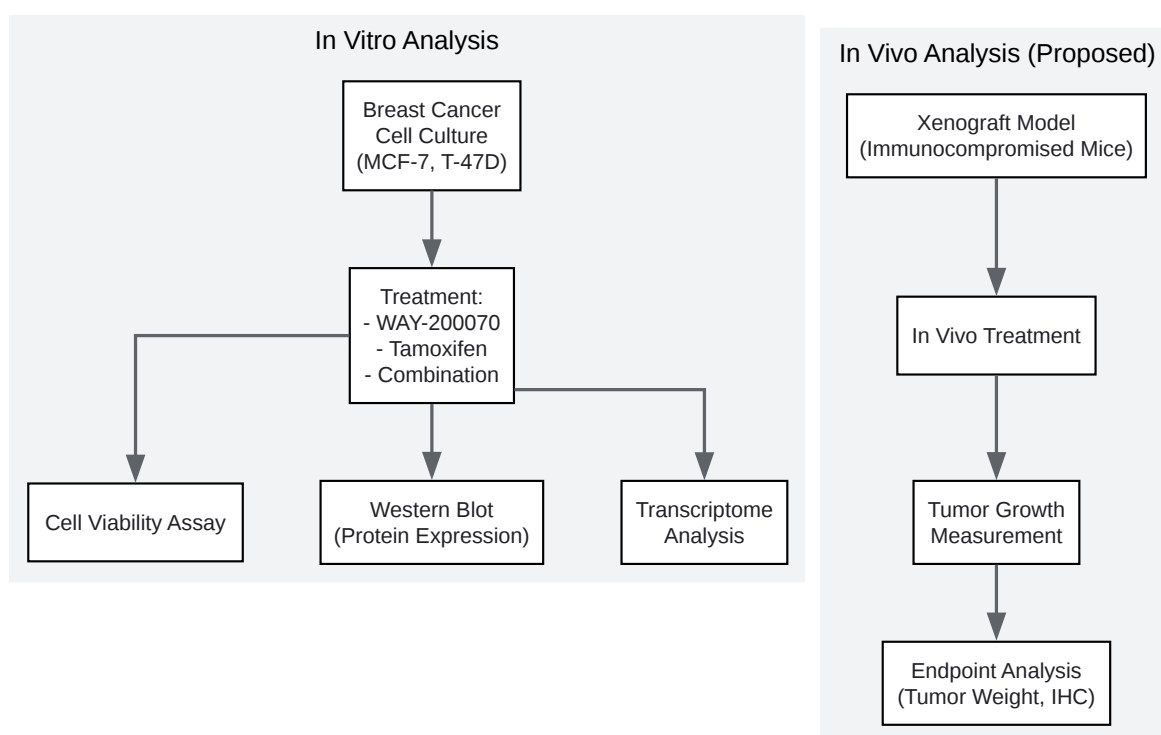 In Vitro Analysis
Breast Cancer
Cell Culture
(MCF-7, T-47D)
Treatment:
- WAY-200070
- Tamoxifen
- Combination
Cell Viability Assay
Western Blot
(Protein Expression)
Transcriptome
Analysis
In Vivo Analysis (Proposed)
Xenograft Model
(Immunocompromised Mice)
In Vivo Treatment
Tumor Growth
Measurement
Endpoint Analysis
(Tumor Weight, IHC)